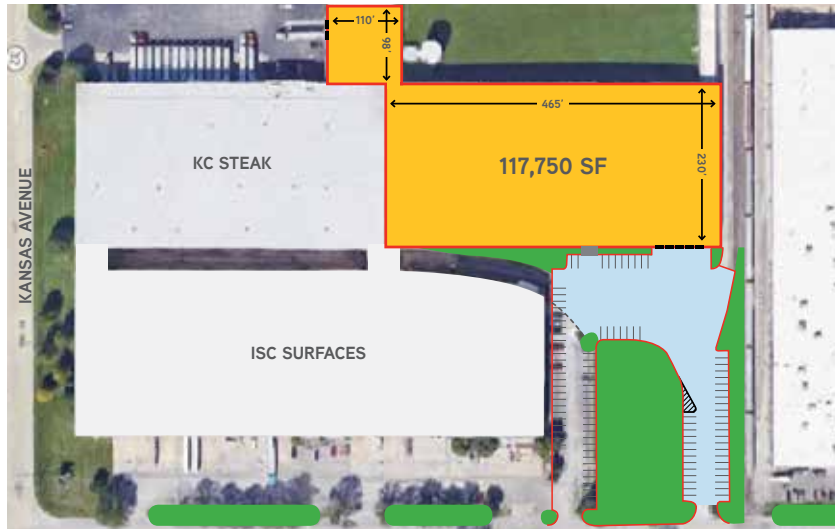 110'
98'
465'
KC STEAK
117,750 SF
230'
KANSAS AVENUE
ISC SURFACES